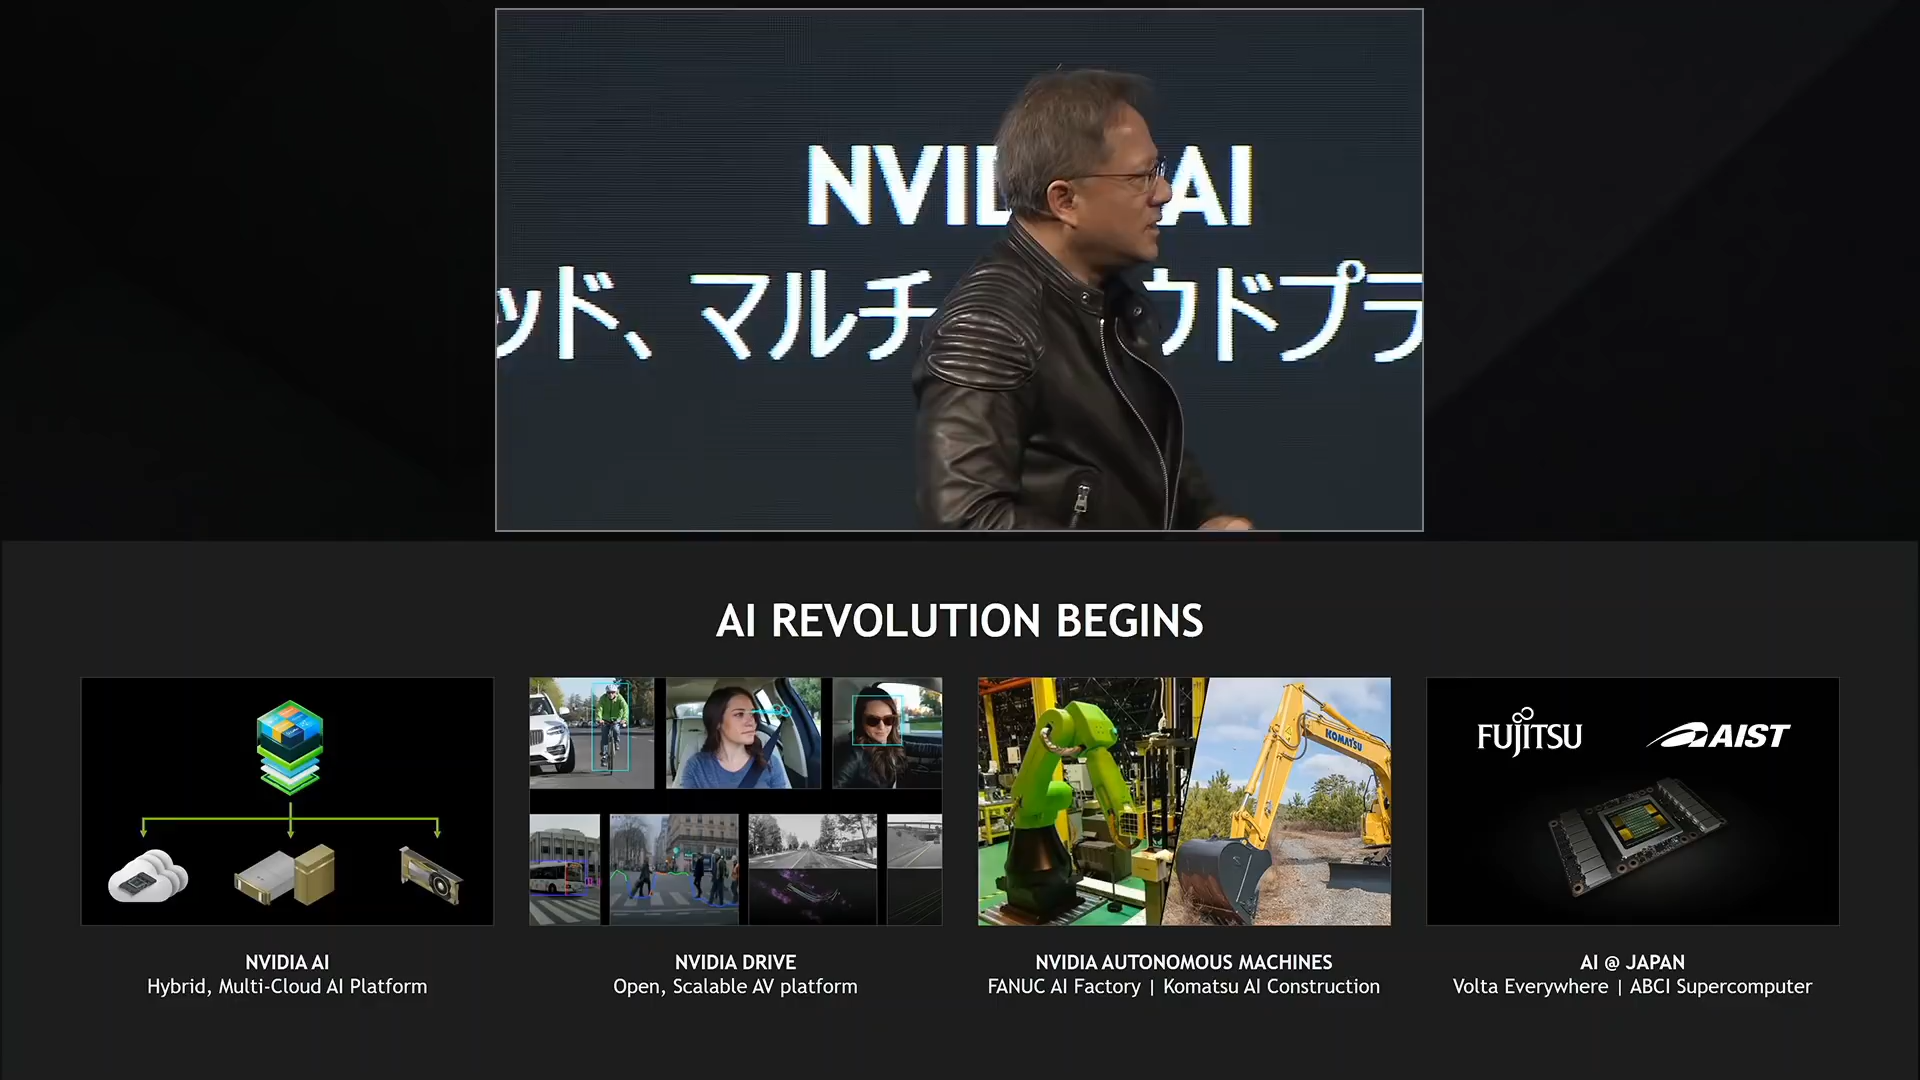 NVID AI
ッド、マルチ ウドプラ
AI REVOLUTION BEGINS
KOMATSU
FUJITSU
AIST
NVIDIA AI
Hybrid, Multi-Cloud AI Platform
NVIDIA DRIVE
Open, Scalable AV platform
NVIDIA AUTONOMOUS MACHINES
FANUC AI Factory | Komatsu AI Construction
AI @ JAPAN
Volta Everywhere | ABCI Supercomputer